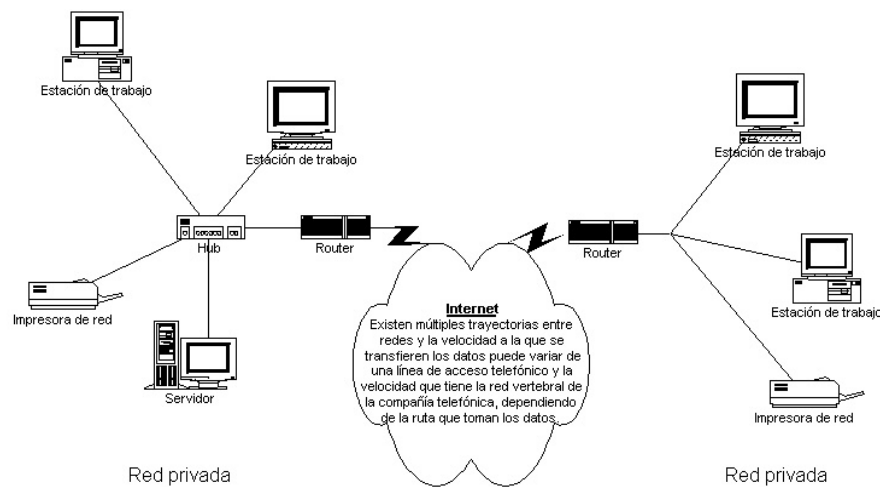 Estación de trabajo
Estación de trabajo
Estación de trabajo
Hub
Router
Router
Internet
Existen múltiples trayectorias entre
redes y la velocidad a la que se
transfieren los datos puede variar de
una línea de acceso telefónico y la
velocidad que tiene la red vertebral de
la compañía telefónica, dependiendo
de la ruta que toman los datos.
Impresora de red
Estación de trabajo
Servidor
Impresora de red
Red privada
Red privada